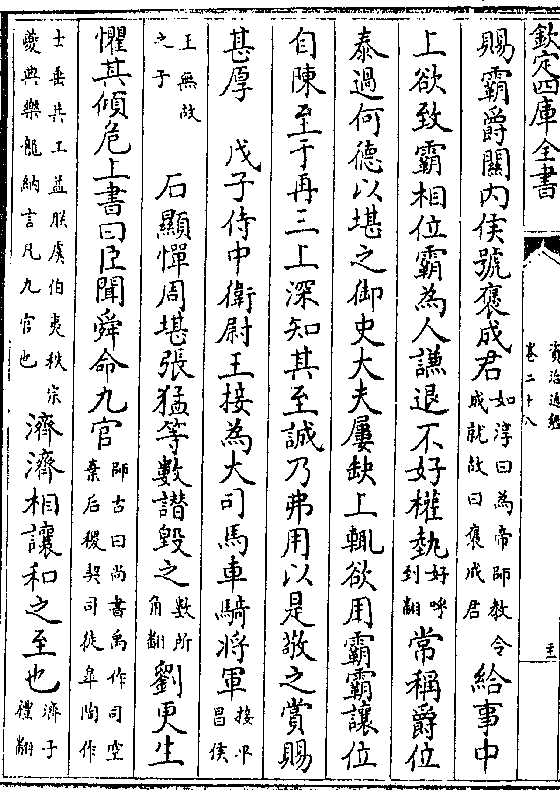 欽定四庫全書
資治通鑑
卷二十八
賜霸爵關內侯號褒成君如淳曰為帝師教令成就故曰褒成君給事中
上欲致霸相位霸為人謙退不好權埶好呼到翻常稱爵位
泰過何德以堪之御史大夫屢缺上輒欲用霸霸讓位
自陳至于再三上深知其至誠乃弗用以是敬之賞賜
甚厚　戊子侍中衛尉王接為大司馬車騎將軍接平昌侯
王無故之子　石顯憚周堪張猛等數譖毀之數所角翻劉更生
懼其傾危上書曰臣聞舜命九官師古曰尚書禹作司空棄后稷契司徒皐陶作
士垂共工益朕虞伯夷秩宗夔典樂龍納言凡九官也濟濟相讓和之至也濟子禮翻